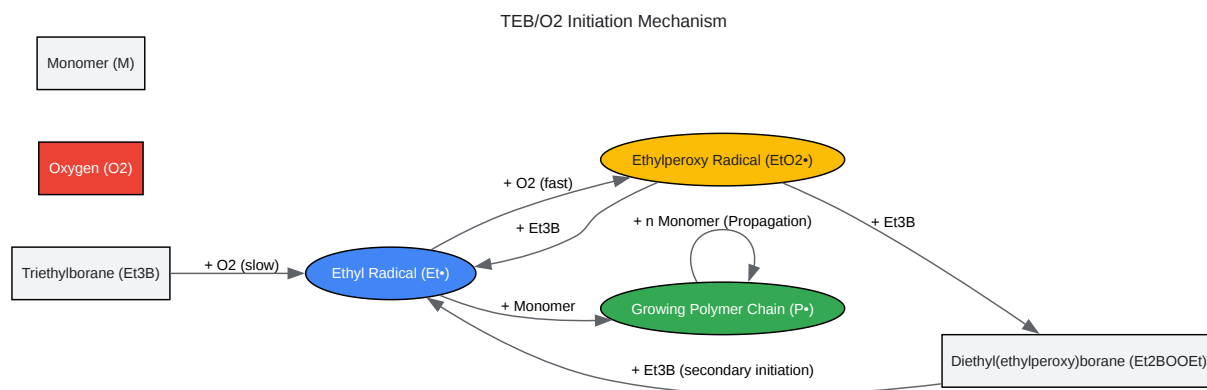 TEB/O2 Initiation Mechanism
Monomer (M)
Oxygen (O2)
Ethylperoxy Radical (EtO2•)
+ O2 (fast)
+ Et3B
+ Et3B
+ n Monomer (Propagation)
Triethylborane (Et3B)
+ O2 (slow)
Ethyl Radical (Et•)
+ Monomer
Growing Polymer Chain (P•)
+ Et3B (secondary initiation)
Diethyl(ethylperoxy)borane (Et2BOOEt)